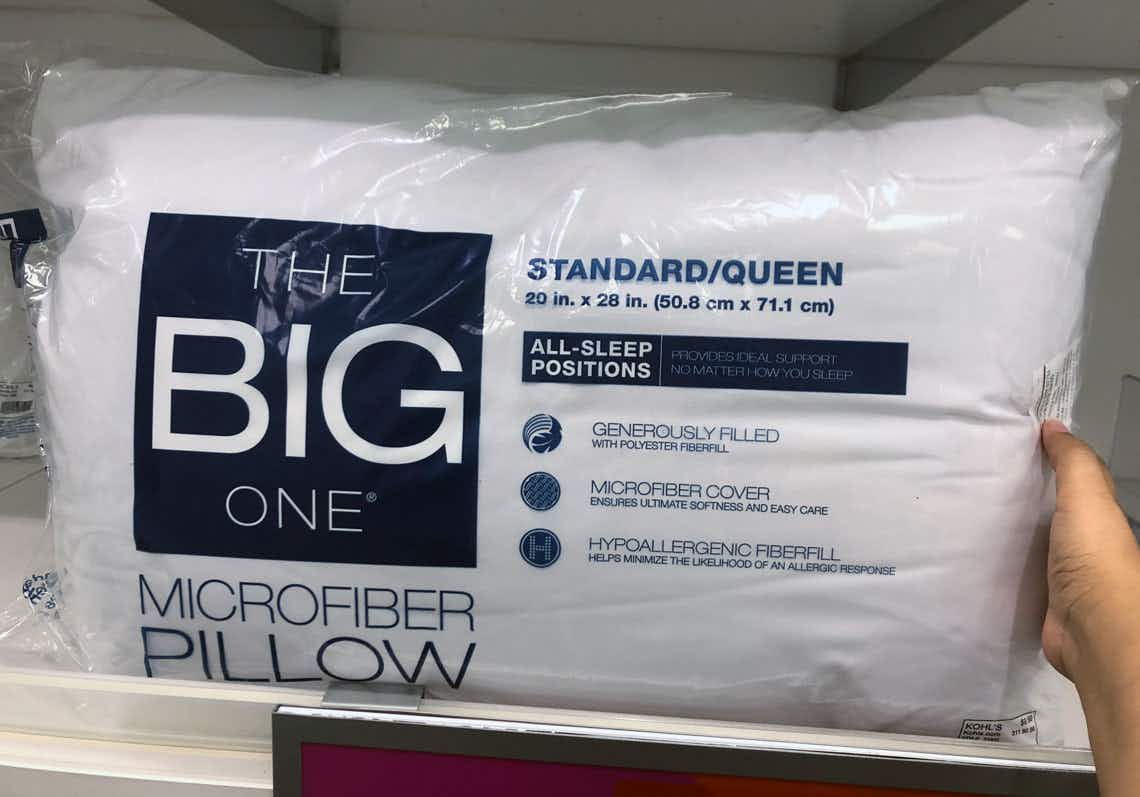 THE
BIG
ONE®
MICROFIBER
PILLOW
STANDARD/QUEEN
20 in. x 28 in. (50.8 cm x 71.1 cm)
ALL-SLEEP
POSITIONS
PROVIDES IDEAL SUPPORT
NO MATTER HOW YOU SLEEP
GENEROUSLY FILLED
WITH POLYESTER FIBERFILL
MICROFIBER COVER
ENSURES ULTIMATE SOFTNESS AND EASY CARE
H
HYPOALLERGENIC FIBERFILL
HELPS MINIMIZE THE LIKELIHOOD OF AN ALLERGIC RESPONSE
KOHL'S